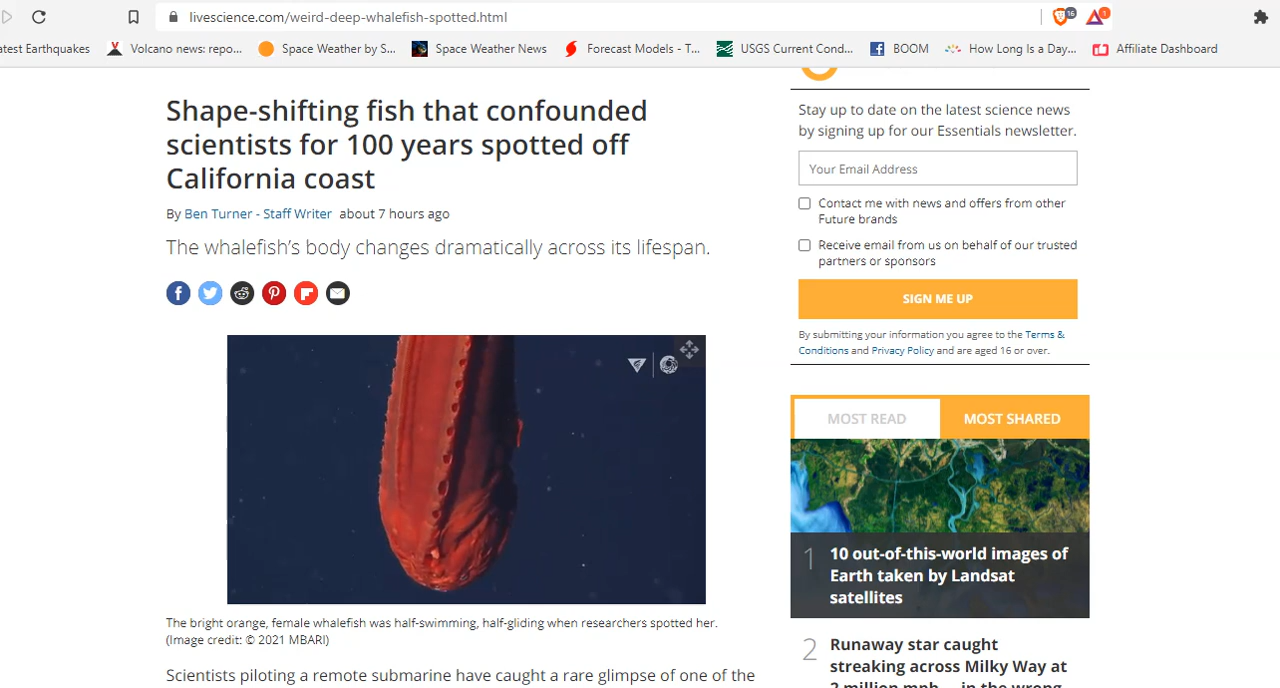 livescience.com/weird-deep-whalefish-spotted.html
16
1
atest Earthquakes
Volcano news: repo...
Space Weather by S...
Space Weather News
Forecast Models - T...
USGS Current Cond...
BOOM
How Long Is a Day...
Affiliate Dashboard
Shape-shifting fish that confounded
scientists for 100 years spotted off
California coast
By Ben Turner - Staff Writer about 7 hours ago
The whalefish's body changes dramatically across its lifespan.
The bright orange, female whalefish was half-swimming, half-gliding when researchers spotted her.
(Image credit: © 2021 MBARI)
Scientists piloting a remote submarine have caught a rare glimpse of one of the
Stay up to date on the latest science news
by signing up for our Essentials newsletter.
Your Email Address
Contact me with news and offers from other
Future brands
Receive email from us on behalf of our trusted
partners or sponsors
SIGN ME UP
By submitting your information you agree to the Terms &
Conditions and Privacy Policy and are aged 16 or over.
MOST READ
MOST SHARED
1
10 out-of-this-world images of
Earth taken by Landsat
satellites
2
Runaway star caught
streaking across Milky Way at
2 million mph — in the wrong